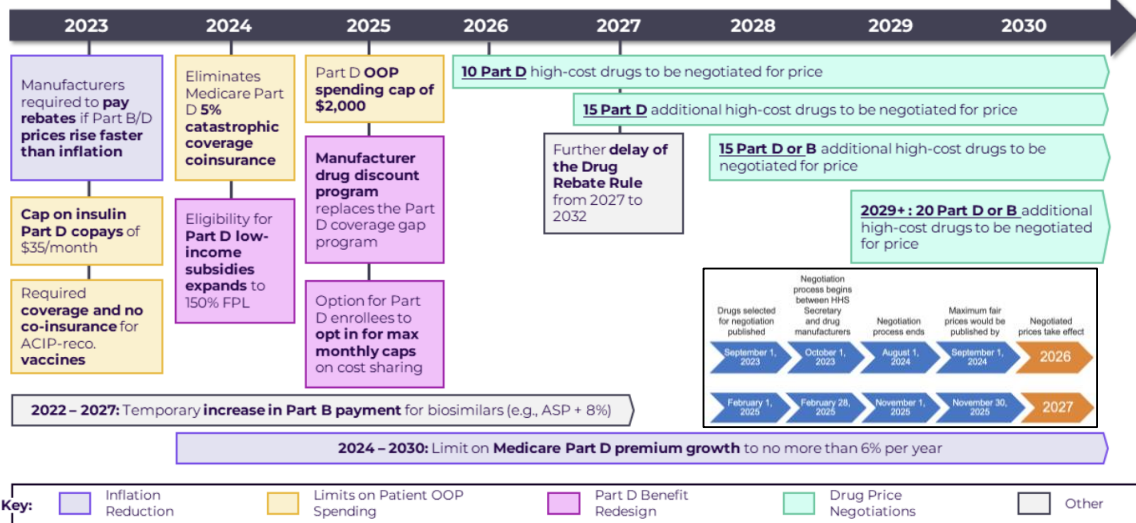 2023 2024 2025 2026 2027 2028 2029 2030
Manufacturers
required to pay
rebates if Part B/D
prices rise faster
than inflation
Cap on insulin
Part D copays of
$35/month
Required
coverage and no
co-insurance for
ACIP-reco.
vaccines
Eliminates
Medicare Part
D 5%
catastrophic
coverage
coinsurance
Eligibility for
Part D low-
income
subsidies
expands to
150% FPL
Part D OOP
spending cap of
$2,000
Manufacturer
drug discount
program
replaces the Part
D coverage gap
program
Option for Part
D enrollees to
opt in for max
monthly caps
on cost sharing
10 Part D high-cost drugs to be negotiated for price
15 Part D additional high-cost drugs to be negotiated for price
Further delay of
the Drug
Rebate Rule
from 2027 to
2032
15 Part D or B additional high-cost drugs to be
negotiated for price
2029+ : 20 Part D or B additional
high-cost drugs to be negotiated
for price
Drugs selected
for negotiation
published
Negotiation
process begins
between HHS
Secretary
and drug
manufacturers
Negotiation
process ends
Maximum fair
prices would be
published by
Negotiated
prices take effect
September 1,
2023
October 1,
2023
August 1,
2024
September 1,
2024
2026
February 1,
2025
February 28,
2025
November 1,
2025
November 30,
2025
2027
2022 – 2027: Temporary increase in Part B payment for biosimilars (e.g., ASP + 8%)
2024 – 2030: Limit on Medicare Part D premium growth to no more than 6% per year
Key:
Inflation
Reduction
Limits on Patient OOP
Spending
Part D Benefit
Redesign
Drug Price
Negotiations
Other